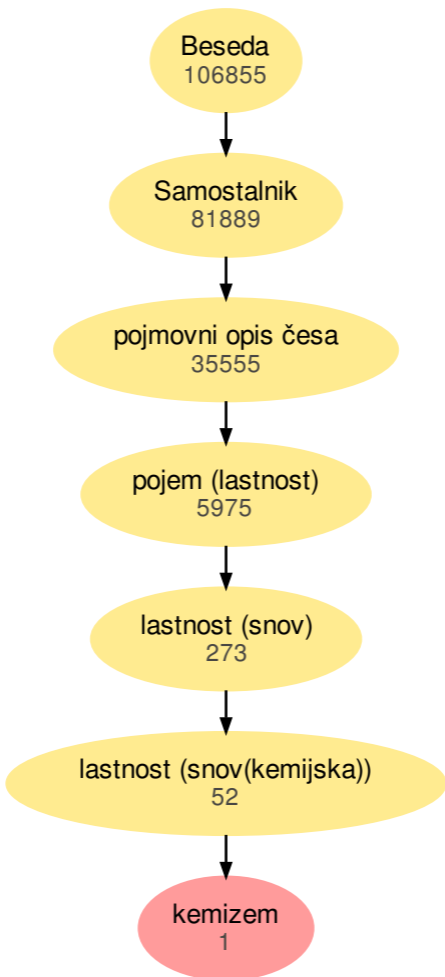 Beseda
106855
Samostalnik
81889
pojmovni opis česa
35555
pojem (lastnost)
5975
lastnost (snov)
273
lastnost (snov(kemijska))
52
kemizem
1